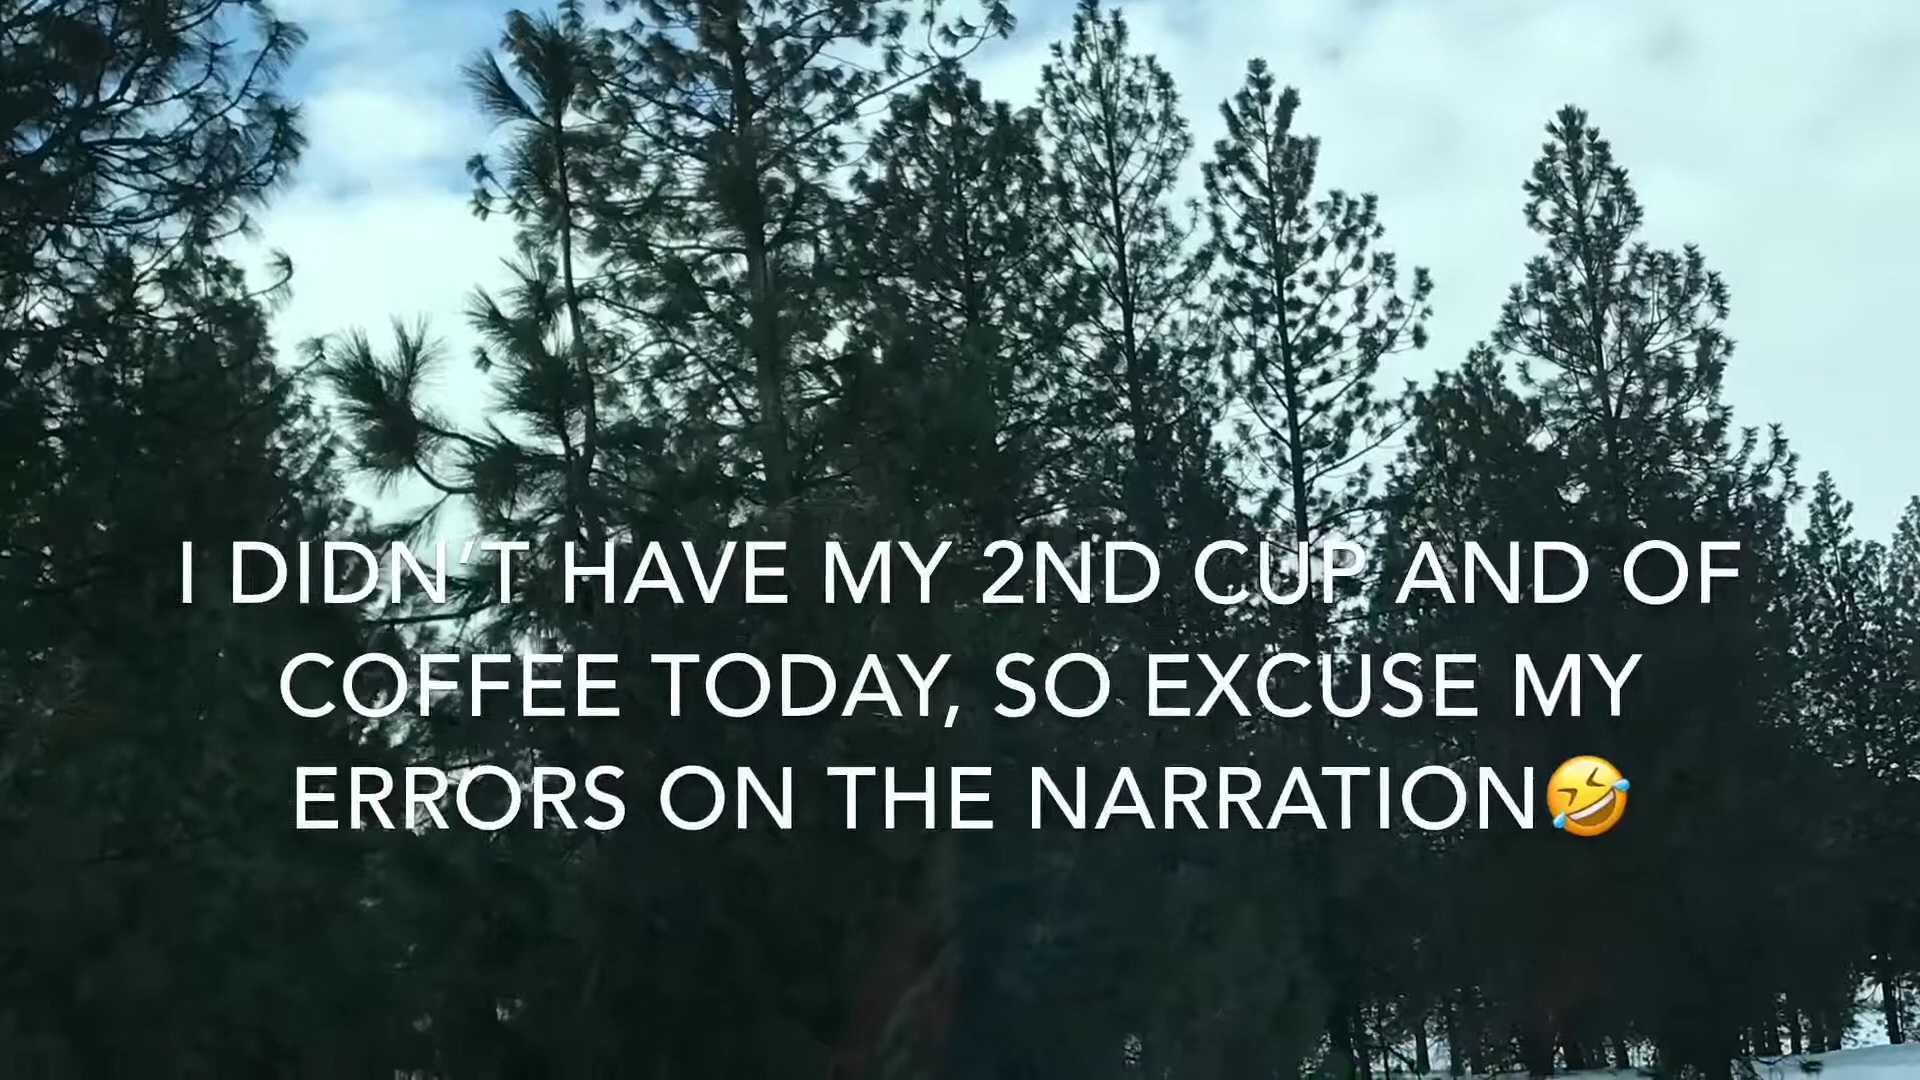 I DIDN'T HAVE MY 2ND CUP AND OF
COFFEE TODAY, SO EXCUSE MY
ERRORS ON THE NARRATION🤣